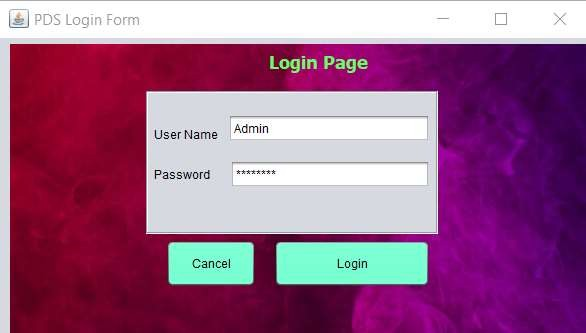 PDS Login Form
Login Page
User Name Admin
Password ********
Cancel Login